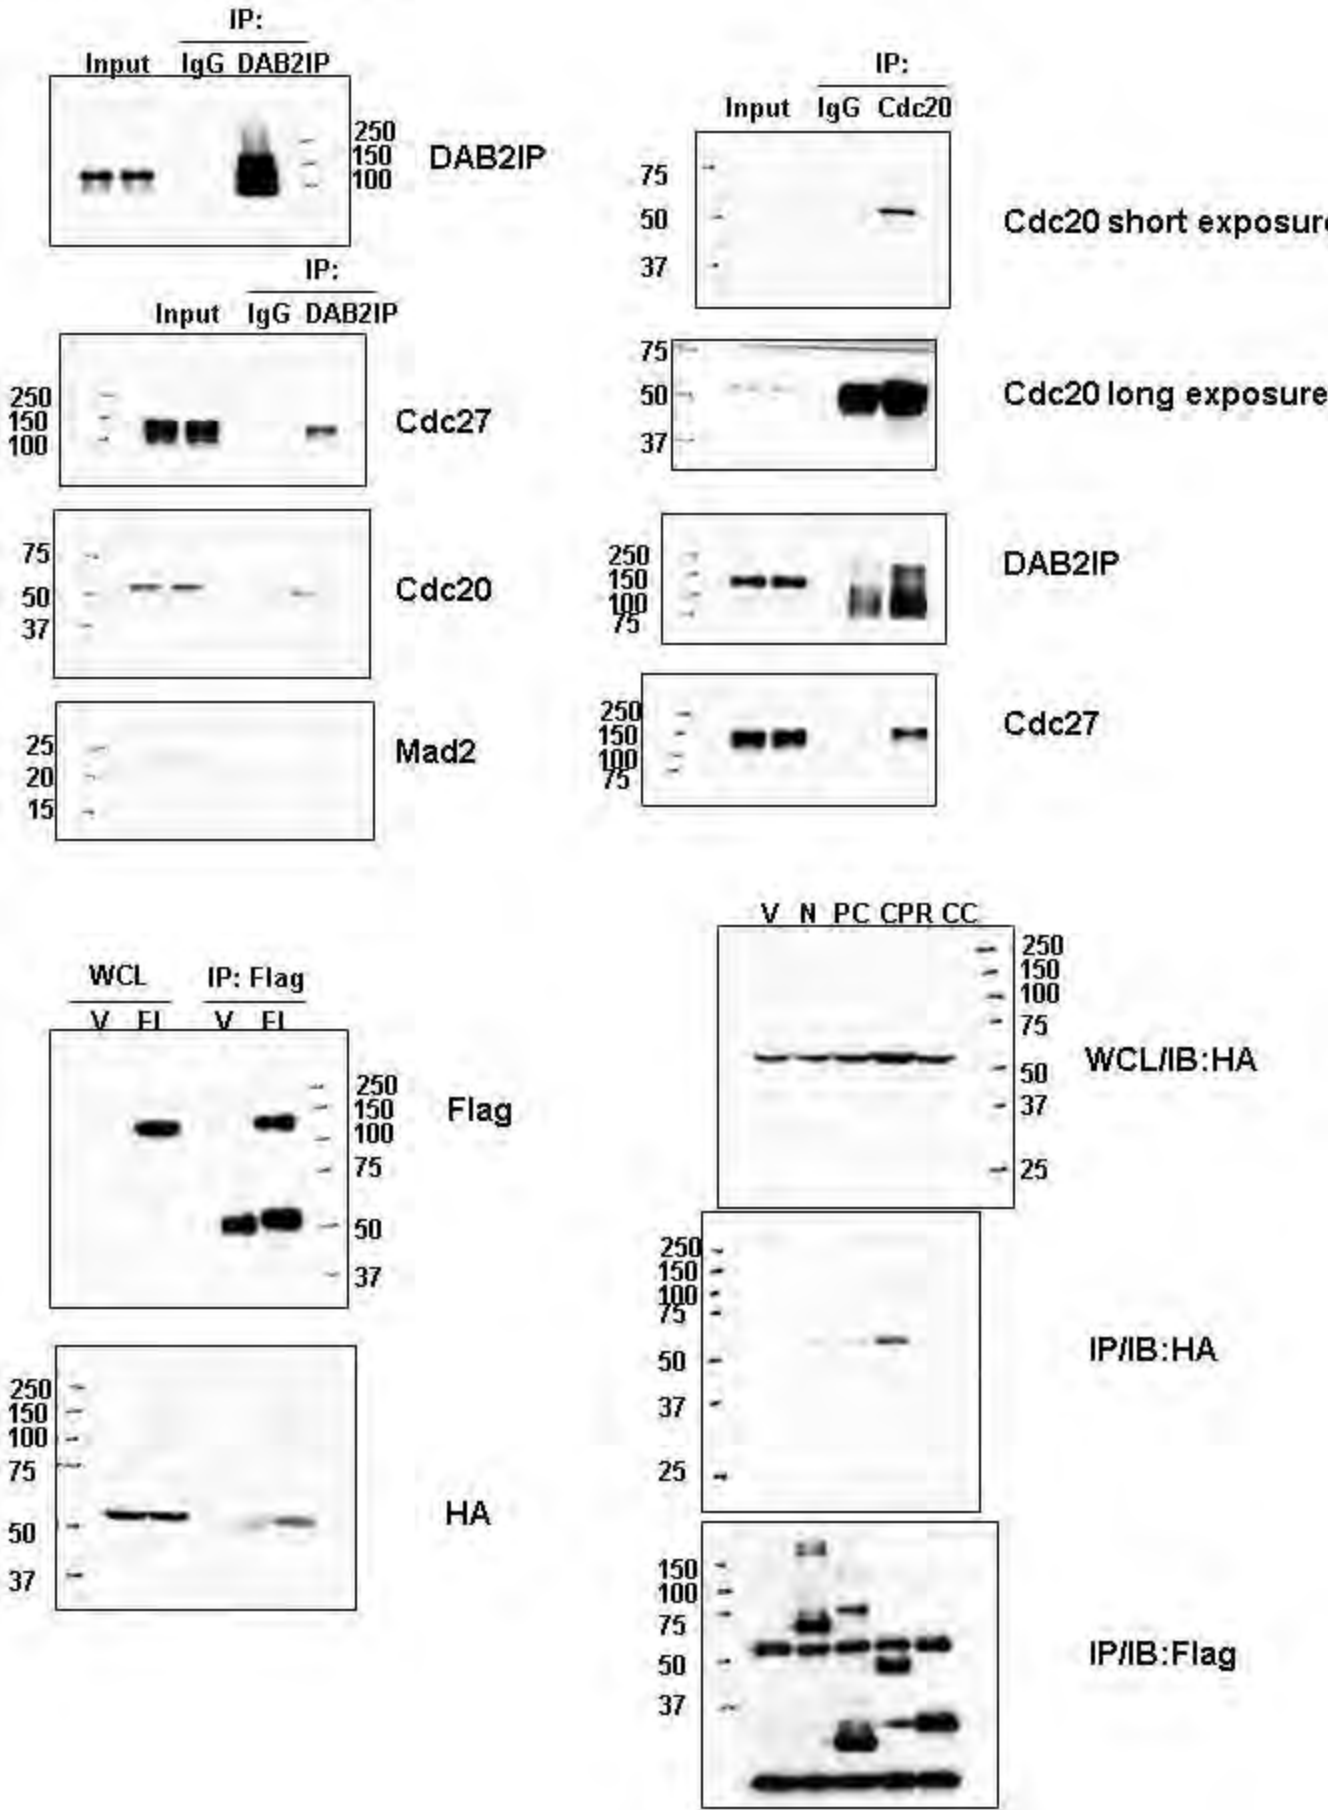 IP:
Input IgG DAB2IP
250
150
100
DAB2IP
IP:
Input IgG DAB2IP
250
150
100
Cdc27
75
50
37
Cdc20
25
20
15
Mad2
IP:
Input IgG Cdc20
75
50
37
Cdc20 short exposure
75
50
37
Cdc20 long exposure
250
150
100
75
DAB2IP
250
150
100
75
Cdc27
WCL IP: Flag
V FL V FL
250
150
100
75
50
37
Flag
250
150
100
75
50
37
HA
V N PC CPR CC
250
150
100
75
50
37
25
WCL/IB:HA
250
150
100
75
50
37
25
IP/IB:HA
150
100
75
50
37
IP/IB:Flag